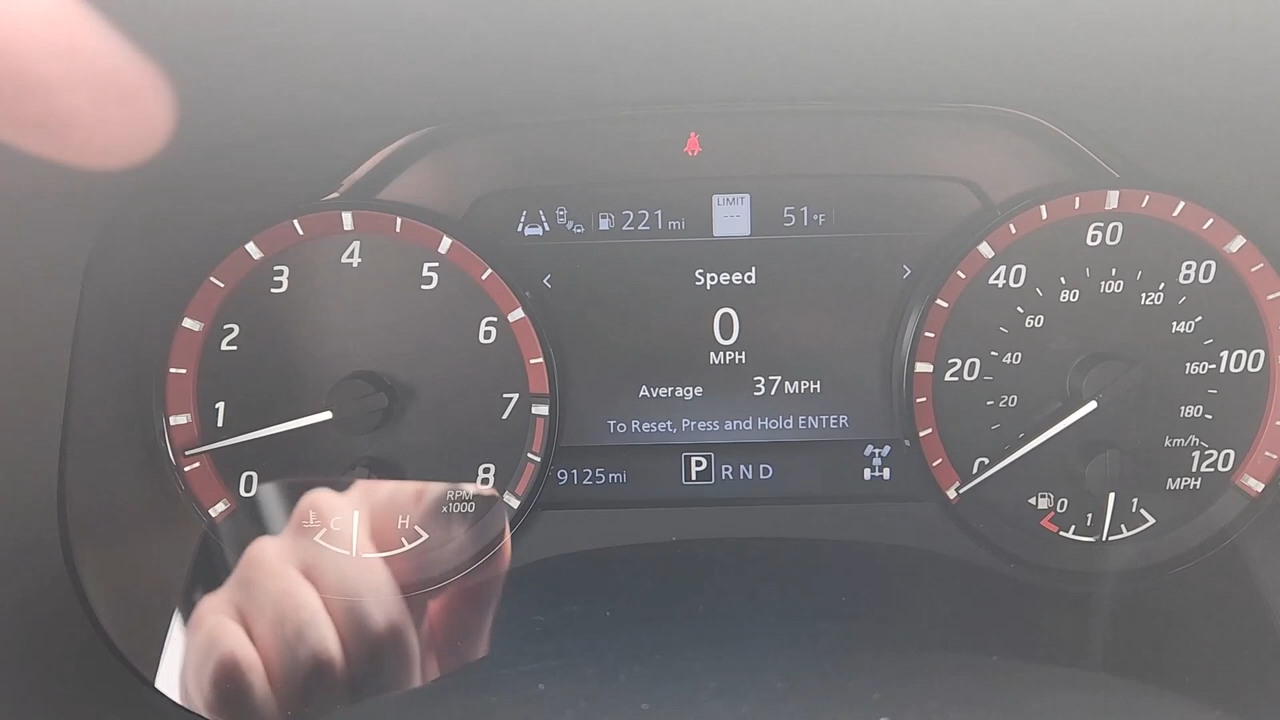 221 mi
LIMIT
---
51°F
< Speed >
0
MPH
Average 37 MPH
To Reset, Press and Hold ENTER
9125 mi
P R N D
0 1 2 3 4 5 6 7 8
RPM
x1000
C H
0 20 40 60 80 100 120
MPH
20 40 60 80 100 120 140 160 180
km/h
0 1 1